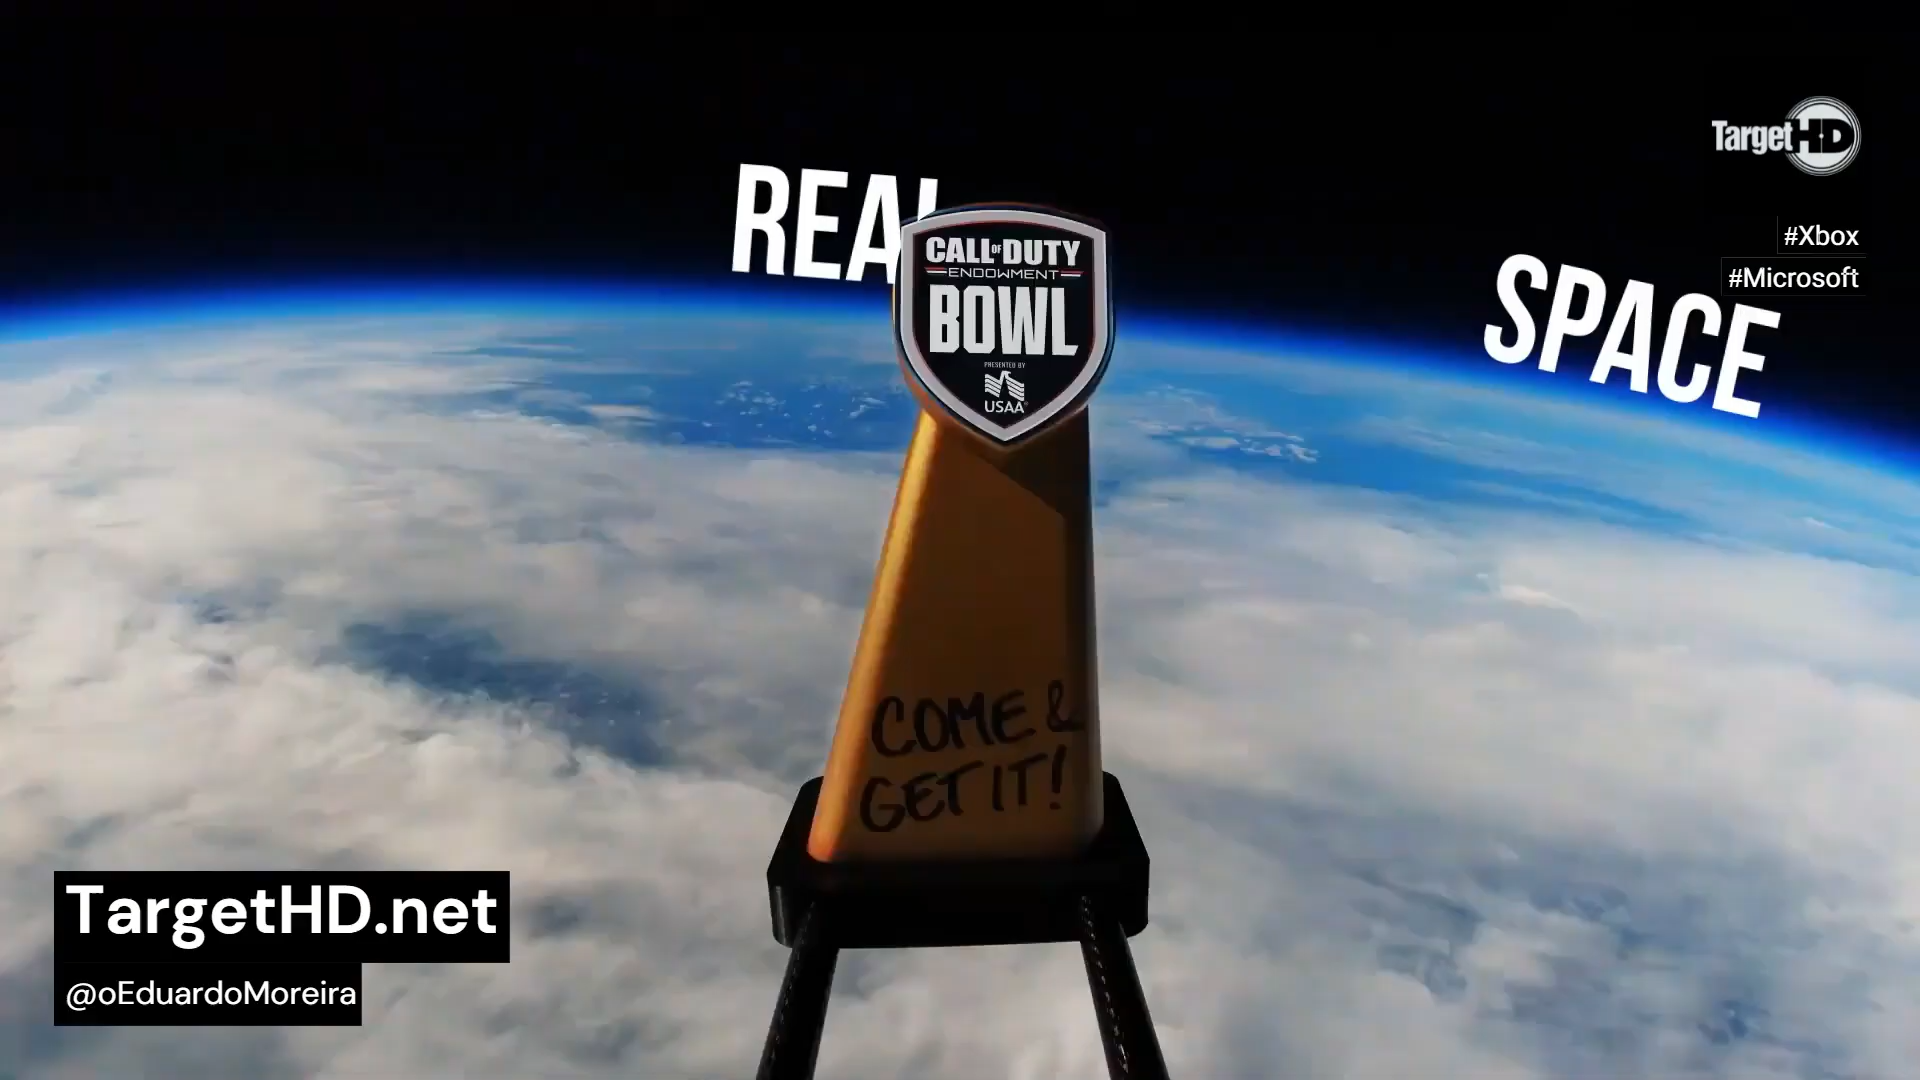 TargetHD
#Xbox
#Microsoft
REAL
SPACE
CALL OF DUTY
ENDOWMENT
BOWL
PRESENTED BY
USAA
COME &
GET IT!
TargetHD.net
@oEduardoMoreira